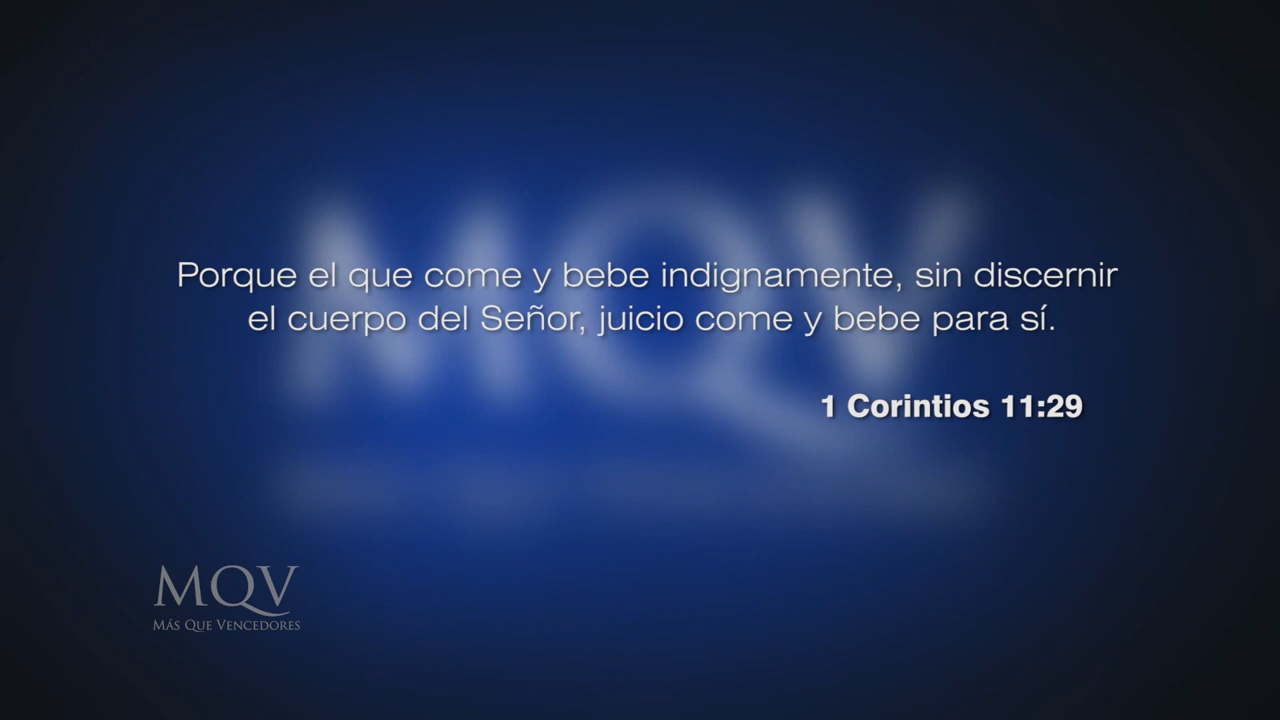 Porque el que come y bebe indignamente, sin discernir
el cuerpo del Señor, juicio come y bebe para sí.
1 Corintios 11:29
MQV
MQV
Más Que Vencedores